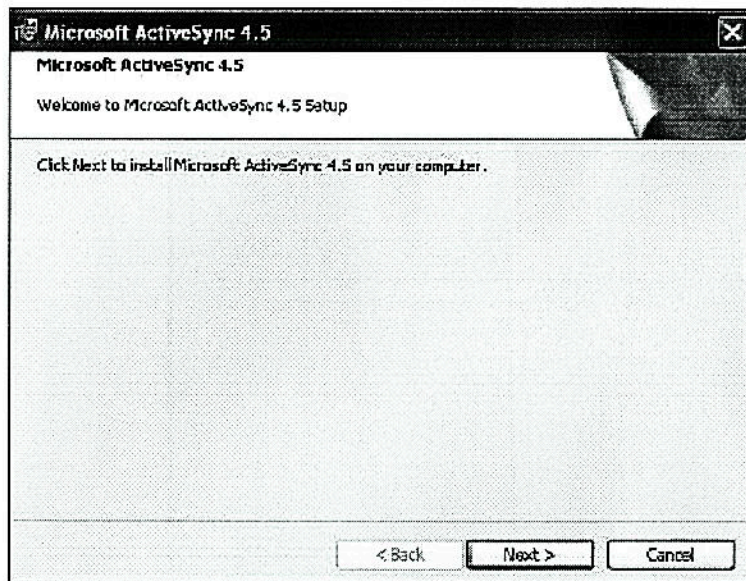 Microsoft ActiveSync 4.5
Microsoft ActiveSync 4.5
Welcome to Microsoft ActiveSync 4.5 Setup
Click Next to install Microsoft ActiveSync 4.5 on your computer.
< Back Next > Cancel